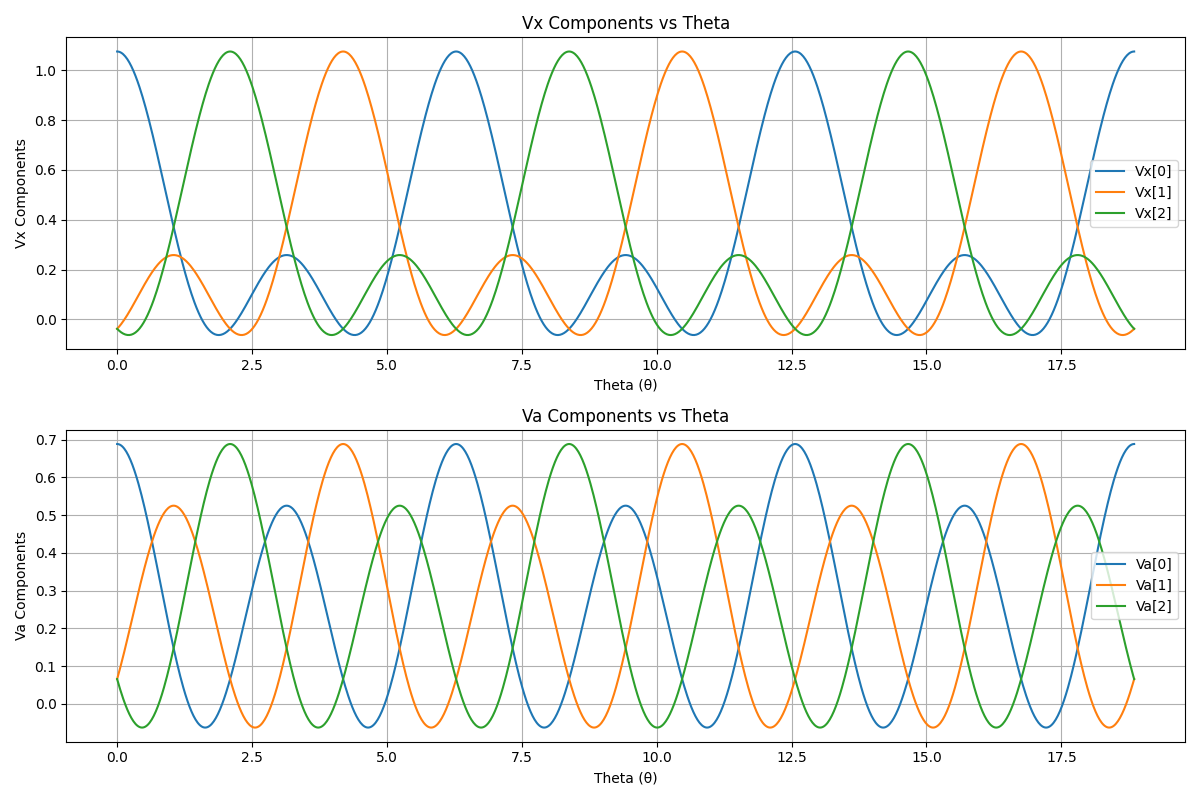 Vx Components vs Theta
Vx Components
1.0
0.8
0.6
0.4
0.2
0.0
Vx[0]
Vx[1]
Vx[2]
0.0 2.5 5.0 7.5 10.0 12.5 15.0 17.5
Theta (θ)
Va Components vs Theta
Va Components
0.7
0.6
0.5
0.4
0.3
0.2
0.1
0.0
Va[0]
Va[1]
Va[2]
0.0 2.5 5.0 7.5 10.0 12.5 15.0 17.5
Theta (θ)